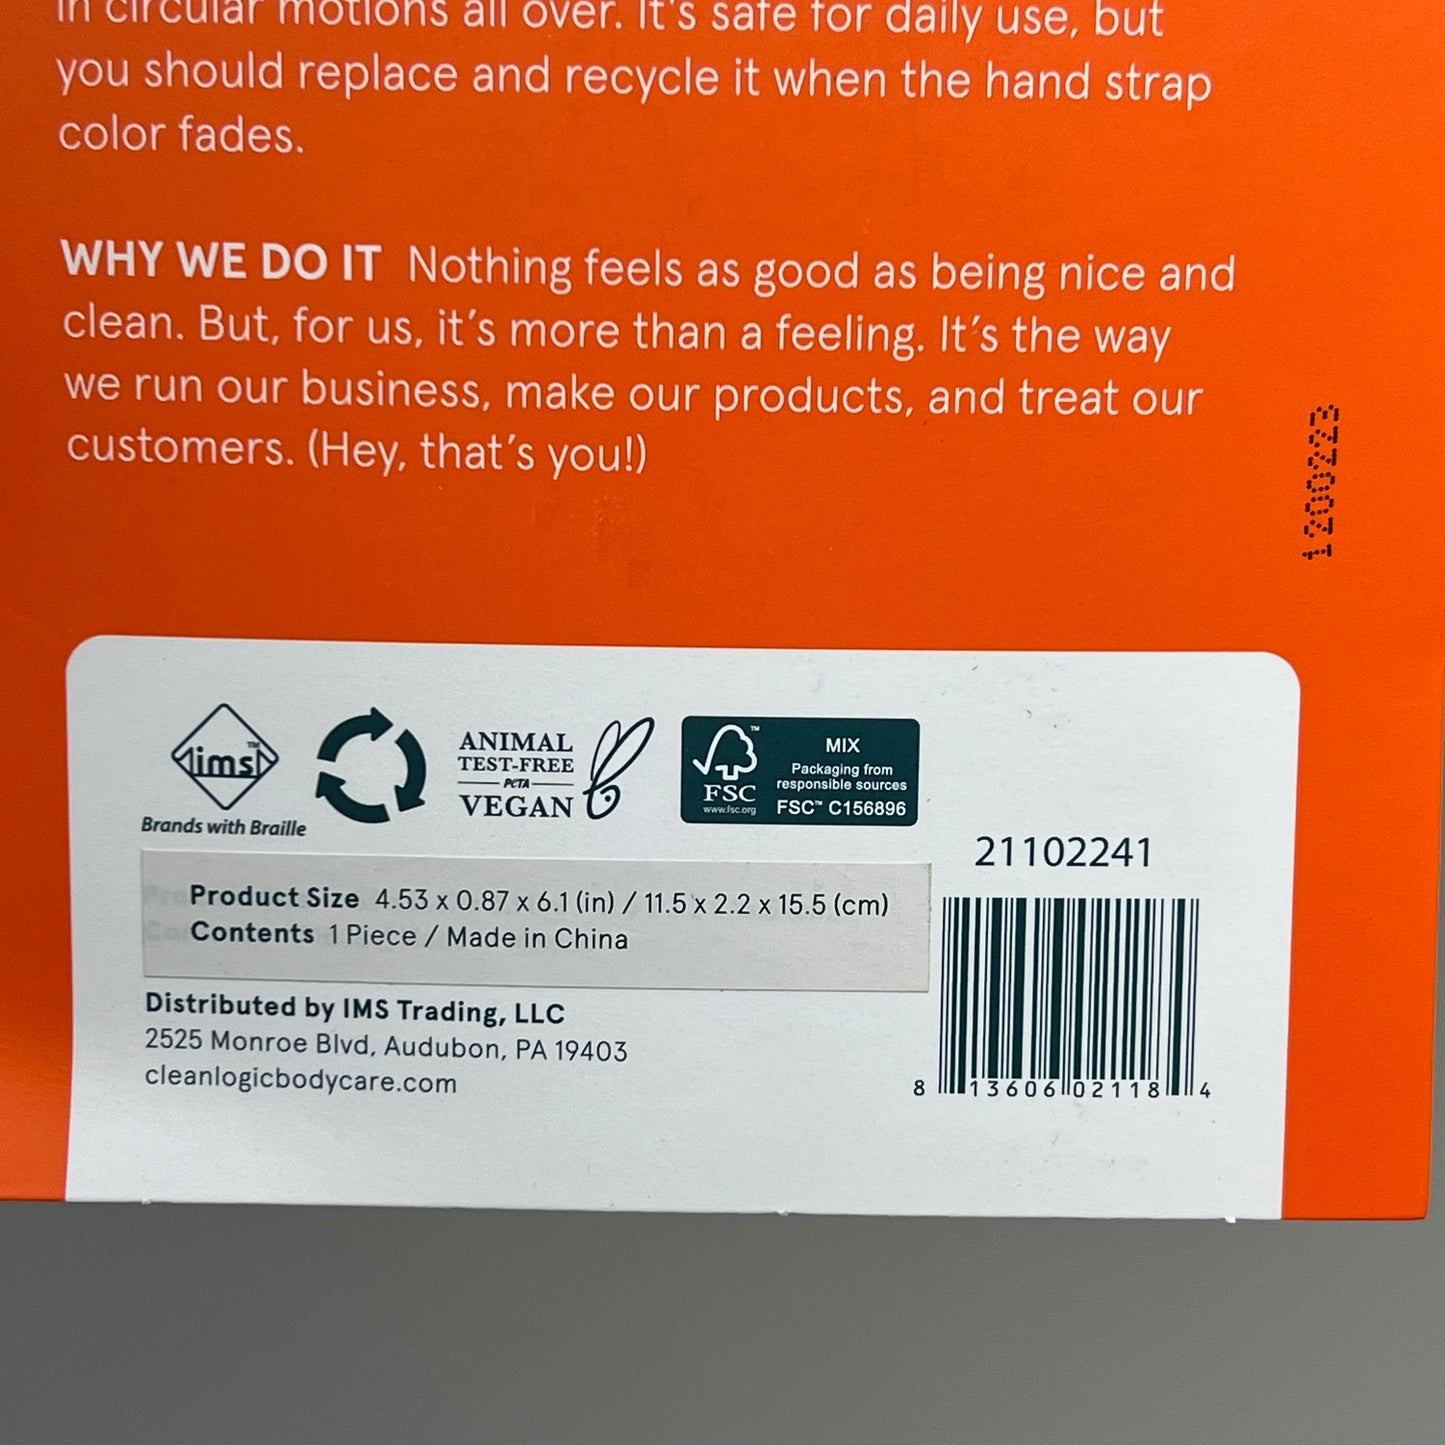 in circular motions all over. It's safe for daily use, but
you should replace and recycle it when the hand strap
color fades.
WHY WE DO IT Nothing feels as good as being nice and
clean. But, for us, it's more than a feeling. It's the way
we run our business, make our products, and treat our
customers. (Hey, that's you!)
1200223
ims™
Brands with Braille
ANIMAL
TEST-FREE
PETA
VEGAN
FSC™
www.fsc.org
MIX
Packaging from
responsible sources
FSC™ C156896
21102241
Product Size 4.53 x 0.87 x 6.1 (in) / 11.5 x 2.2 x 15.5 (cm)
Contents 1 Piece / Made in China
Distributed by IMS Trading, LLC
2525 Monroe Blvd, Audubon, PA 19403
cleanlogicbodycare.com
8 13606 02118 4